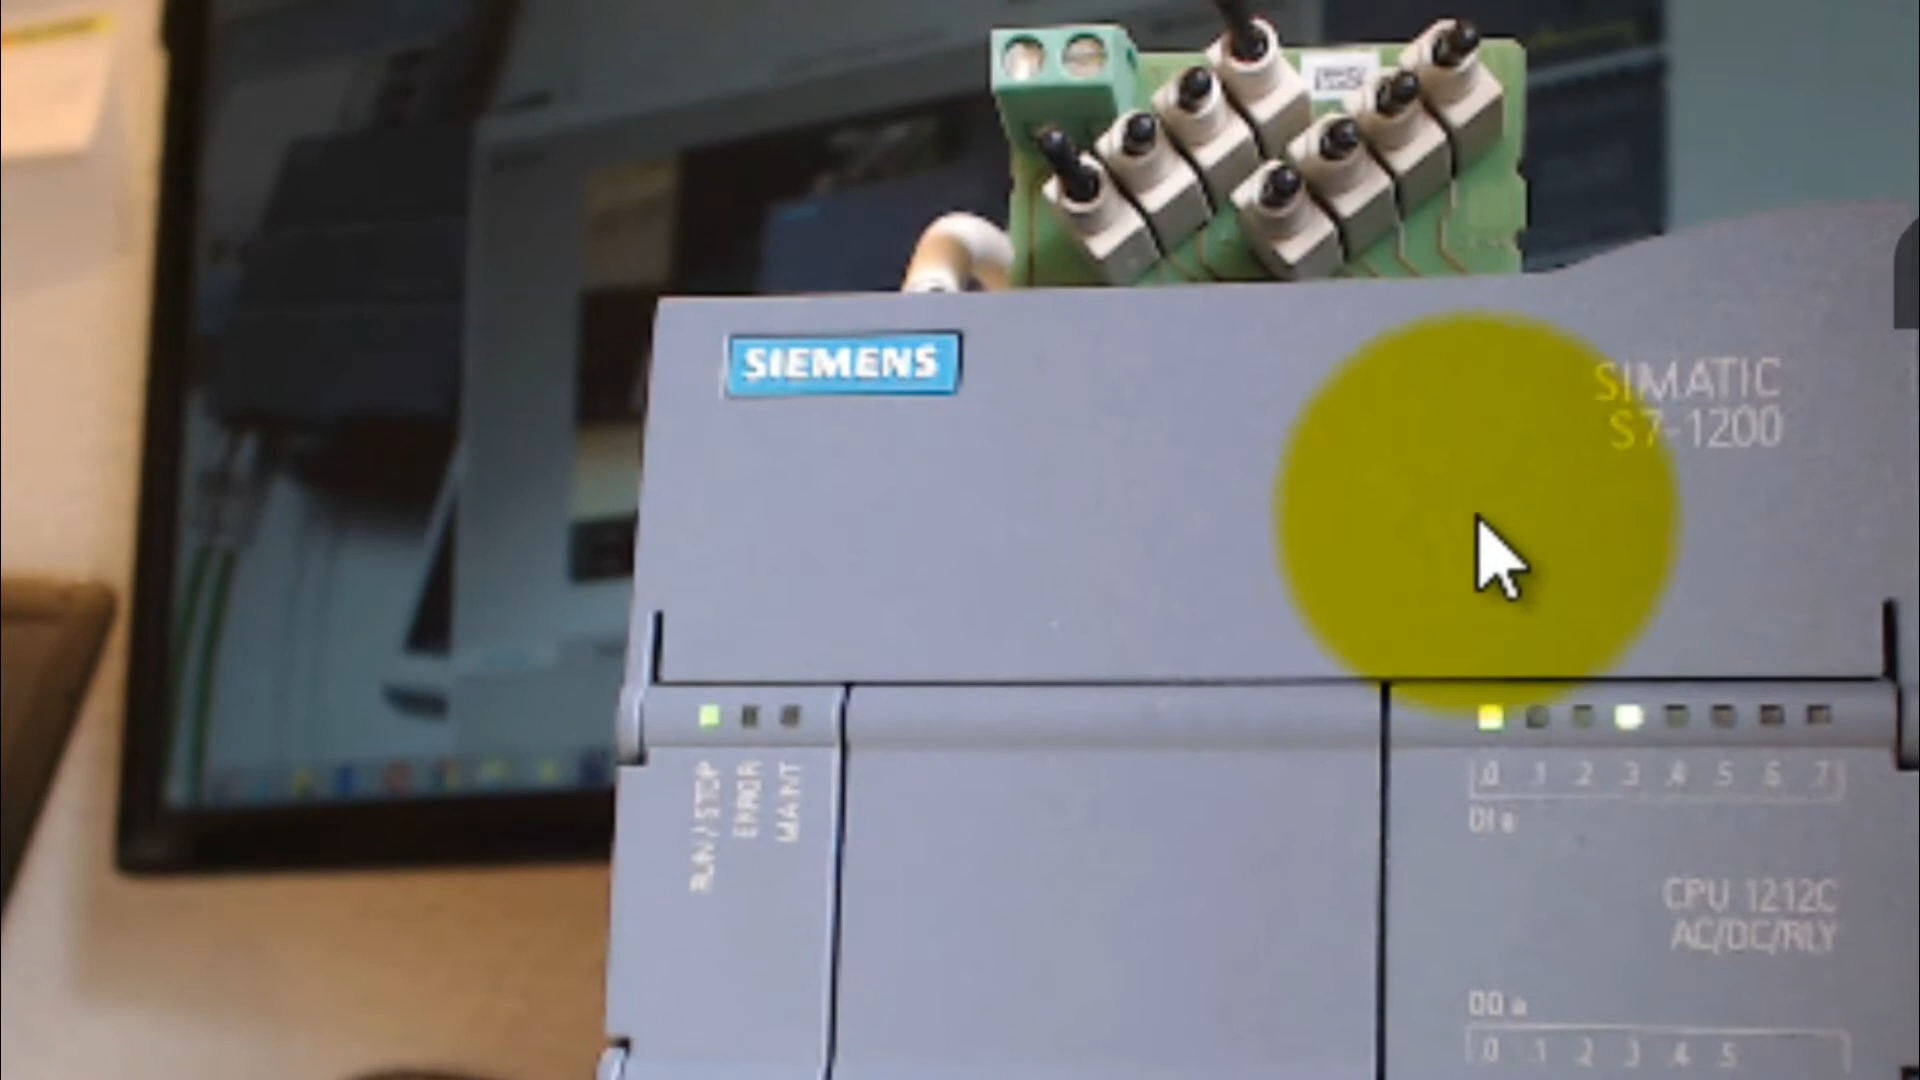 SIEMENS
SIMATIC
S7-1200
RUN/STOP
ERROR
MAINT
.0 .1 .2 .3 .4 .5 .6 .7
DI a
CPU 1212C
AC/DC/RLY
DQ a
.0 .1 .2 .3 .4 .5